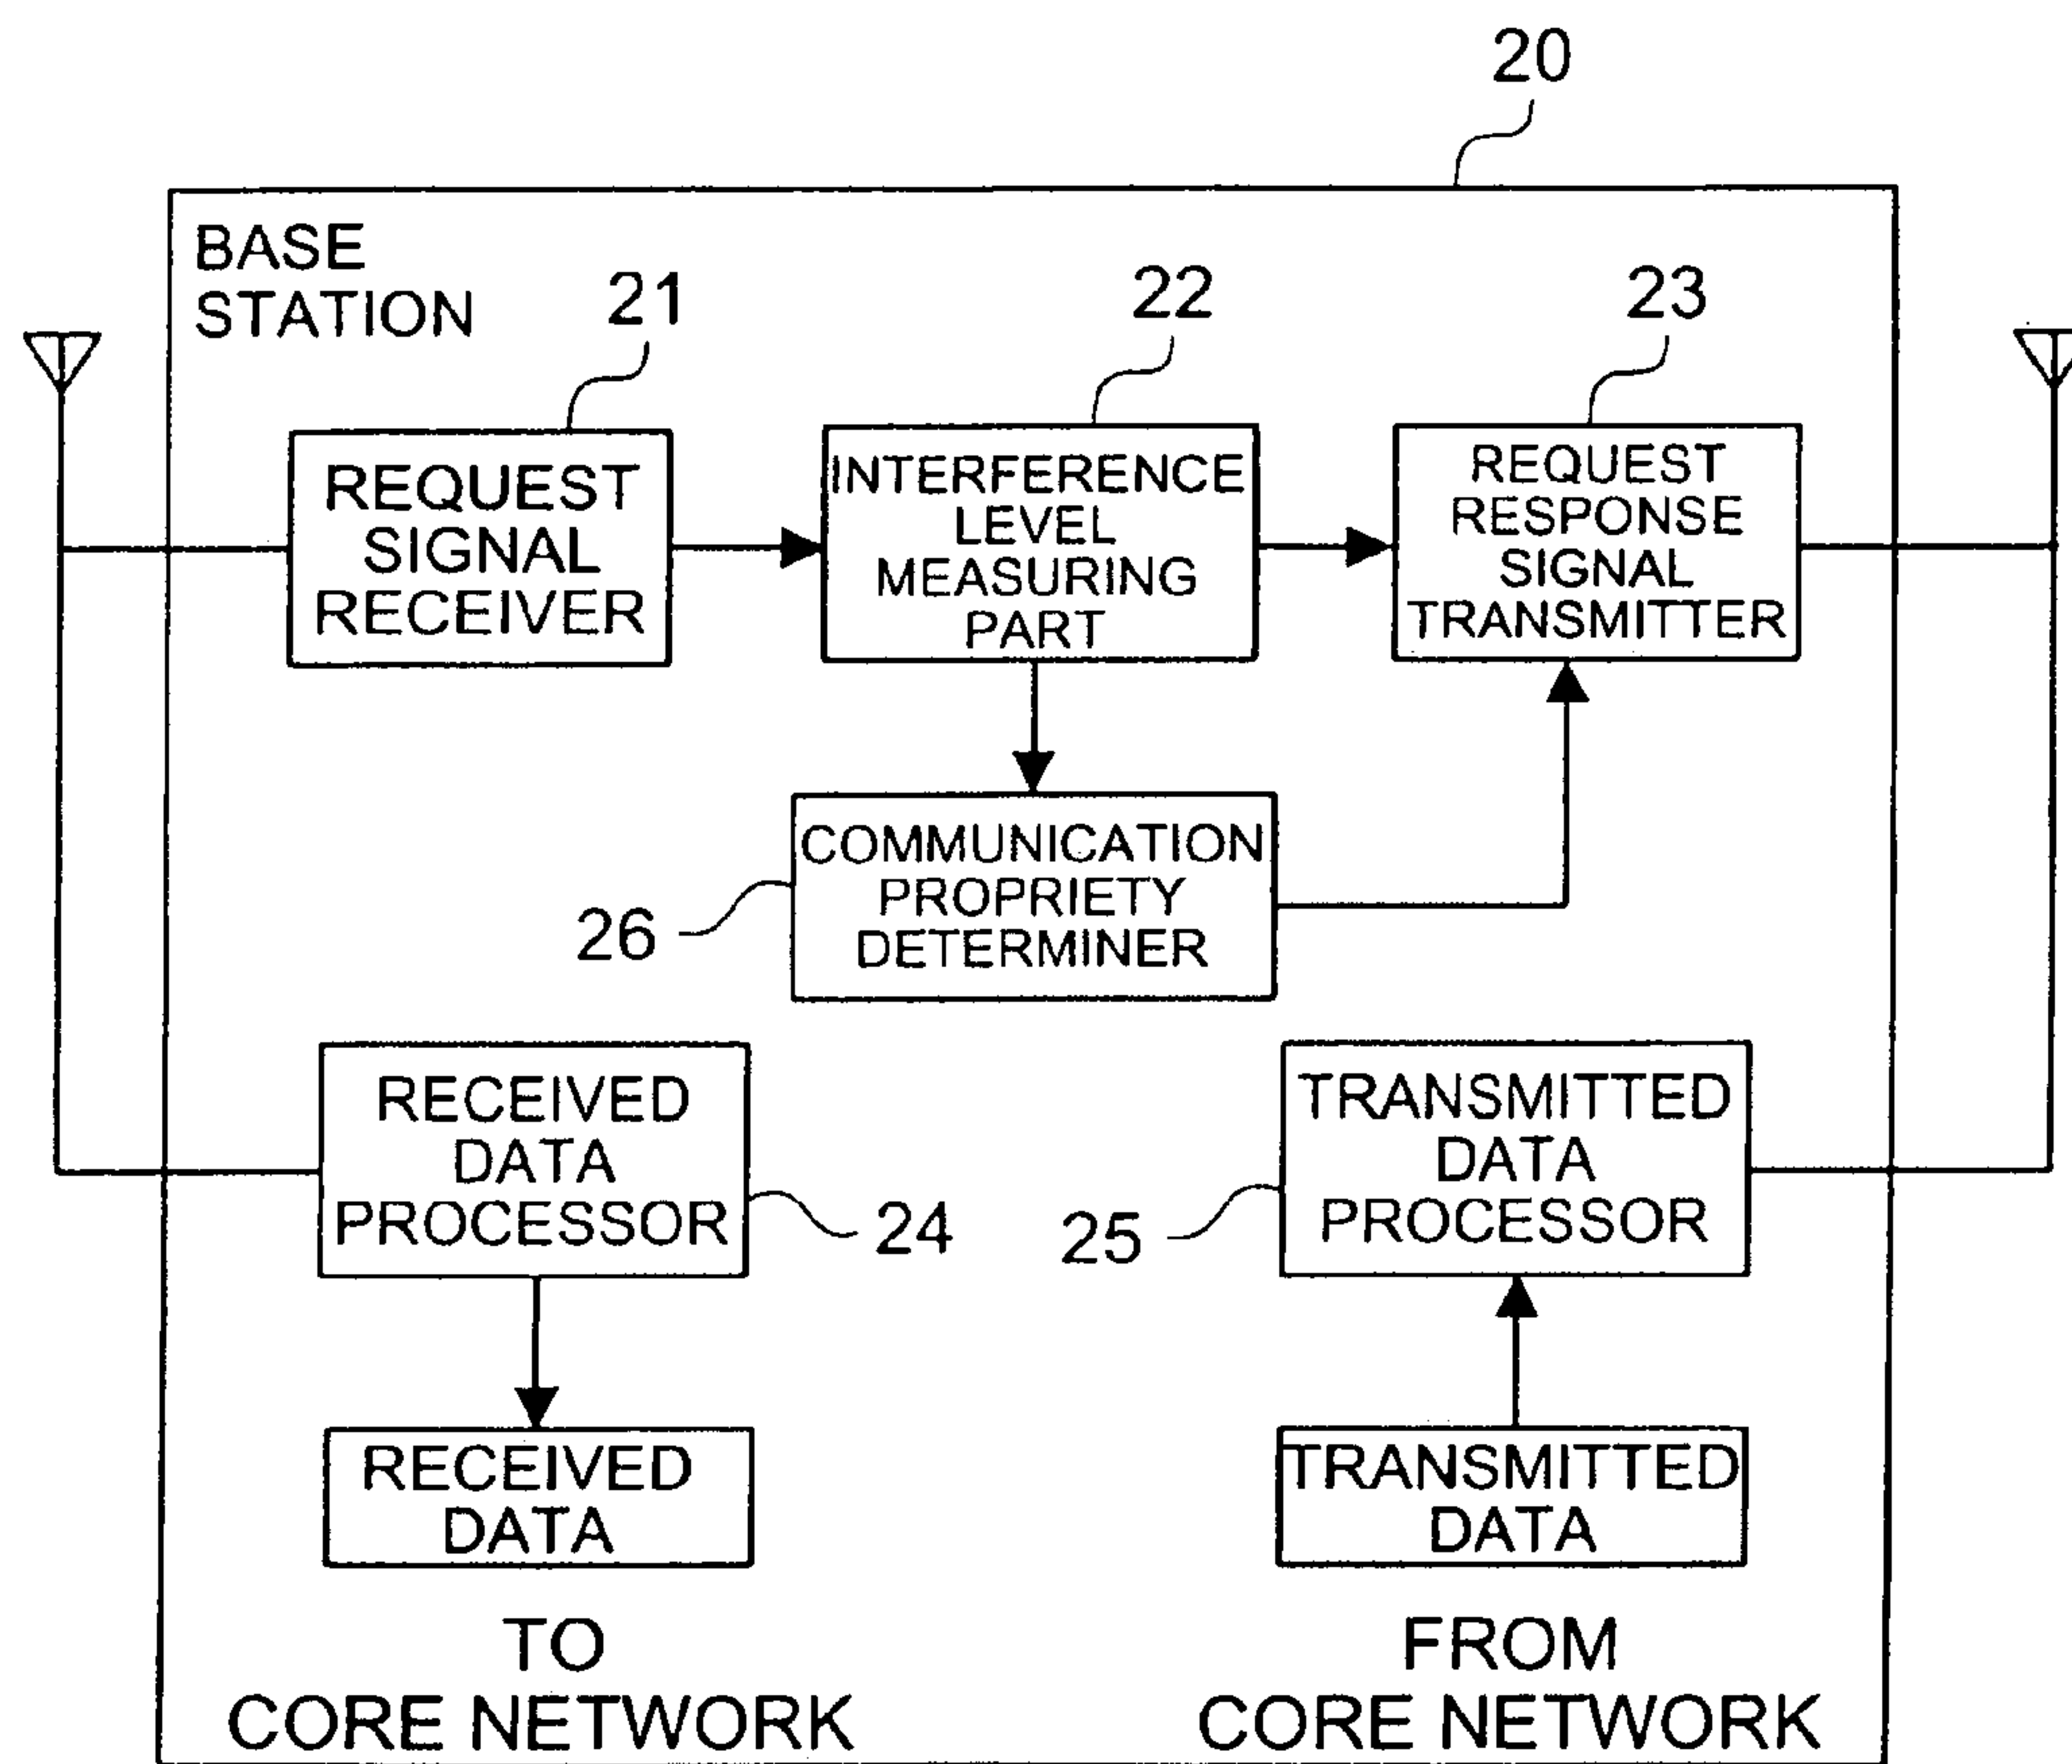 20
BASE
STATION
21
22
23
REQUEST
SIGNAL
RECEIVER
INTERFERENCE
LEVEL
MEASURING
PART
REQUEST
RESPONSE
SIGNAL
TRANSMITTER
COMMUNICATION
PROPRIETY
DETERMINER
26
RECEIVED
DATA
PROCESSOR
24
TRANSMITTED
DATA
PROCESSOR
25
RECEIVED
DATA
TRANSMITTED
DATA
TO
CORE NETWORK
FROM
CORE NETWORK